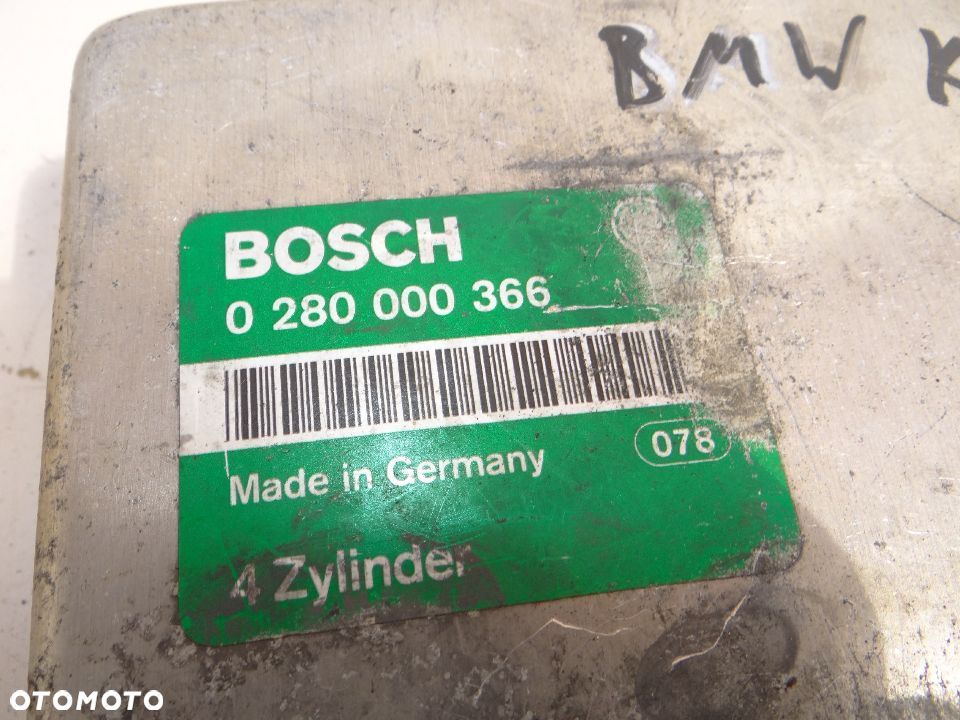 BMW K
BOSCH
0 280 000 366
078
Made in Germany
4 Zylinder
OTOMOTO